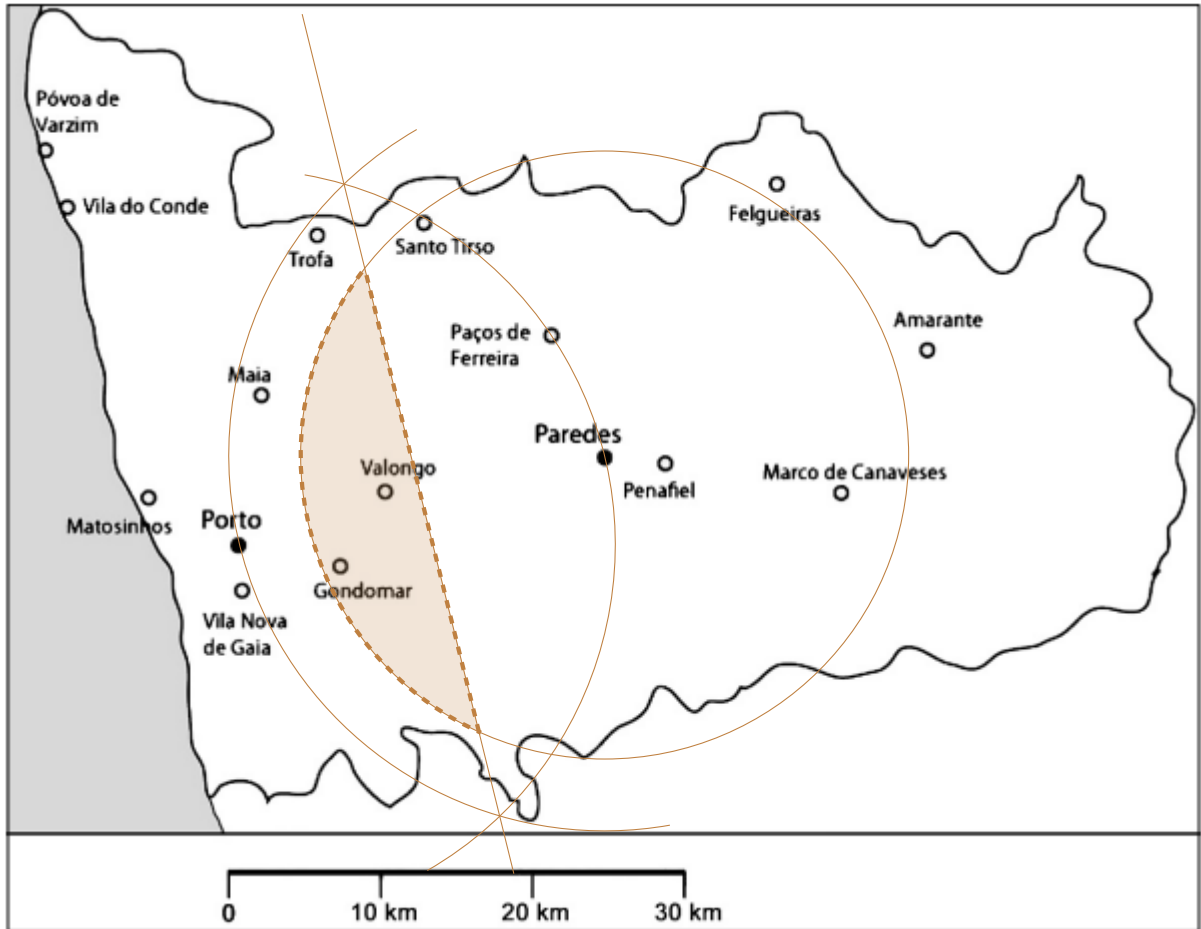 Póvoa de
Varzim
Vila do Conde
Felgueiras
Santo Tirso
Trofa
Amarante
Paços de
Ferreira
Maia
Paredes
Valongo
Marco de Canaveses
Penafiel
Porto
Matosinhos
Gondomar
Vila Nova
de Gaia
0 10 km 20 km 30 km